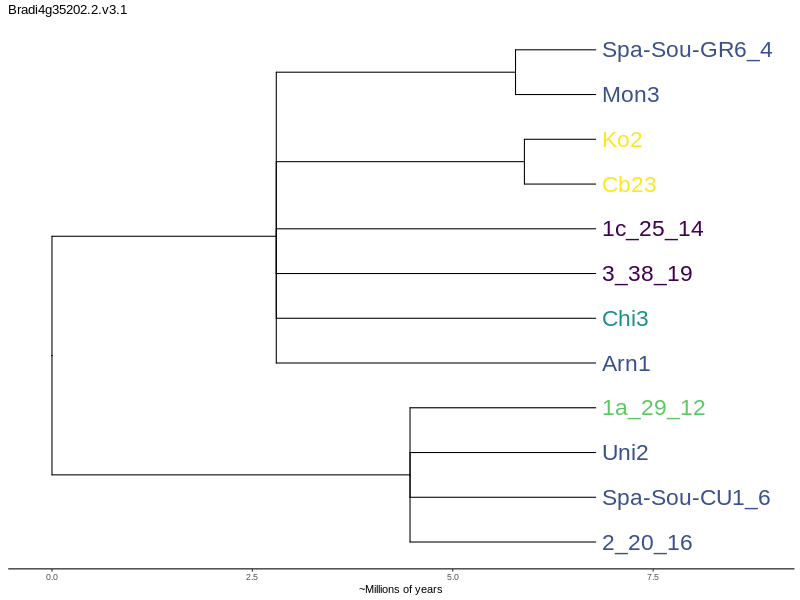 Bradi4g35202.2.v3.1
Spa-Sou-GR6_4
Mon3
Ko2
Cb23
1c_25_14
3_38_19
Chi3
Arn1
1a_29_12
Uni2
Spa-Sou-CU1_6
2_20_16
0.0 2.5 5.0 7.5
~Millions of years